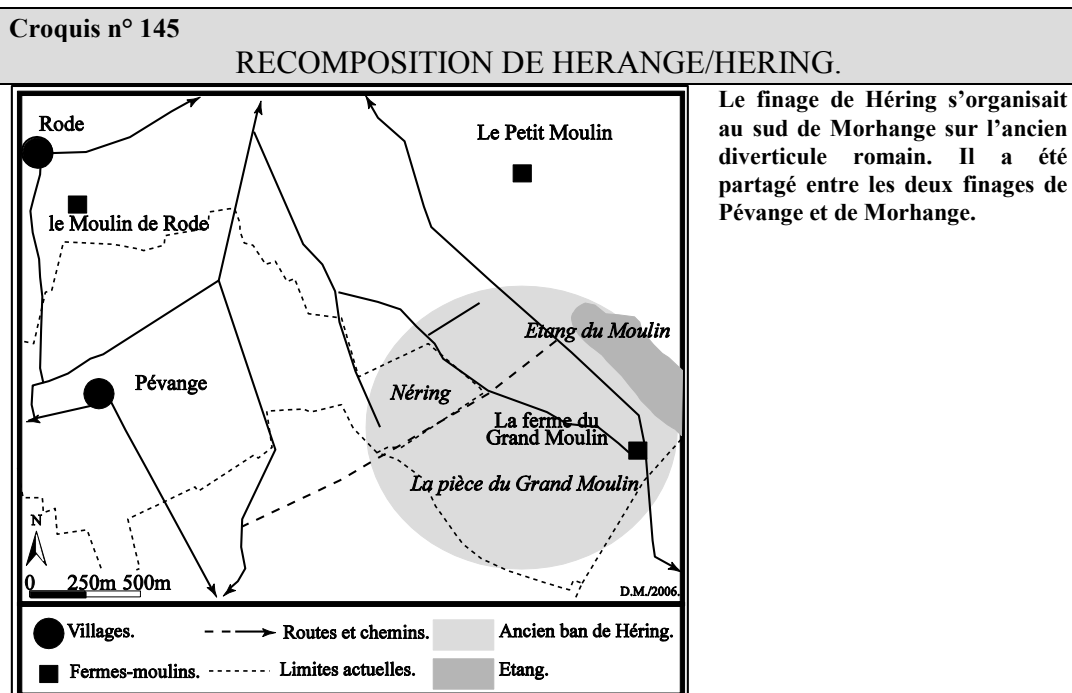 Croquis n° 145
RECOMPOSITION DE HERANGE/HERING.
Le finage de Héring s’organisait
au sud de Morhange sur l’ancien
diverticule romain. Il a été
partagé entre les deux finages de
Pévange et de Morhange.
Rode
Le Petit Moulin
le Moulin de Rode
Etang du Moulin
Pévange
Néring
La ferme du
Grand Moulin
La pièce du Grand Moulin
N
0 250m 500m
D.M./2006.
Villages.
Routes et chemins.
Ancien ban de Héring.
Fermes-moulins.
Limites actuelles.
Etang.